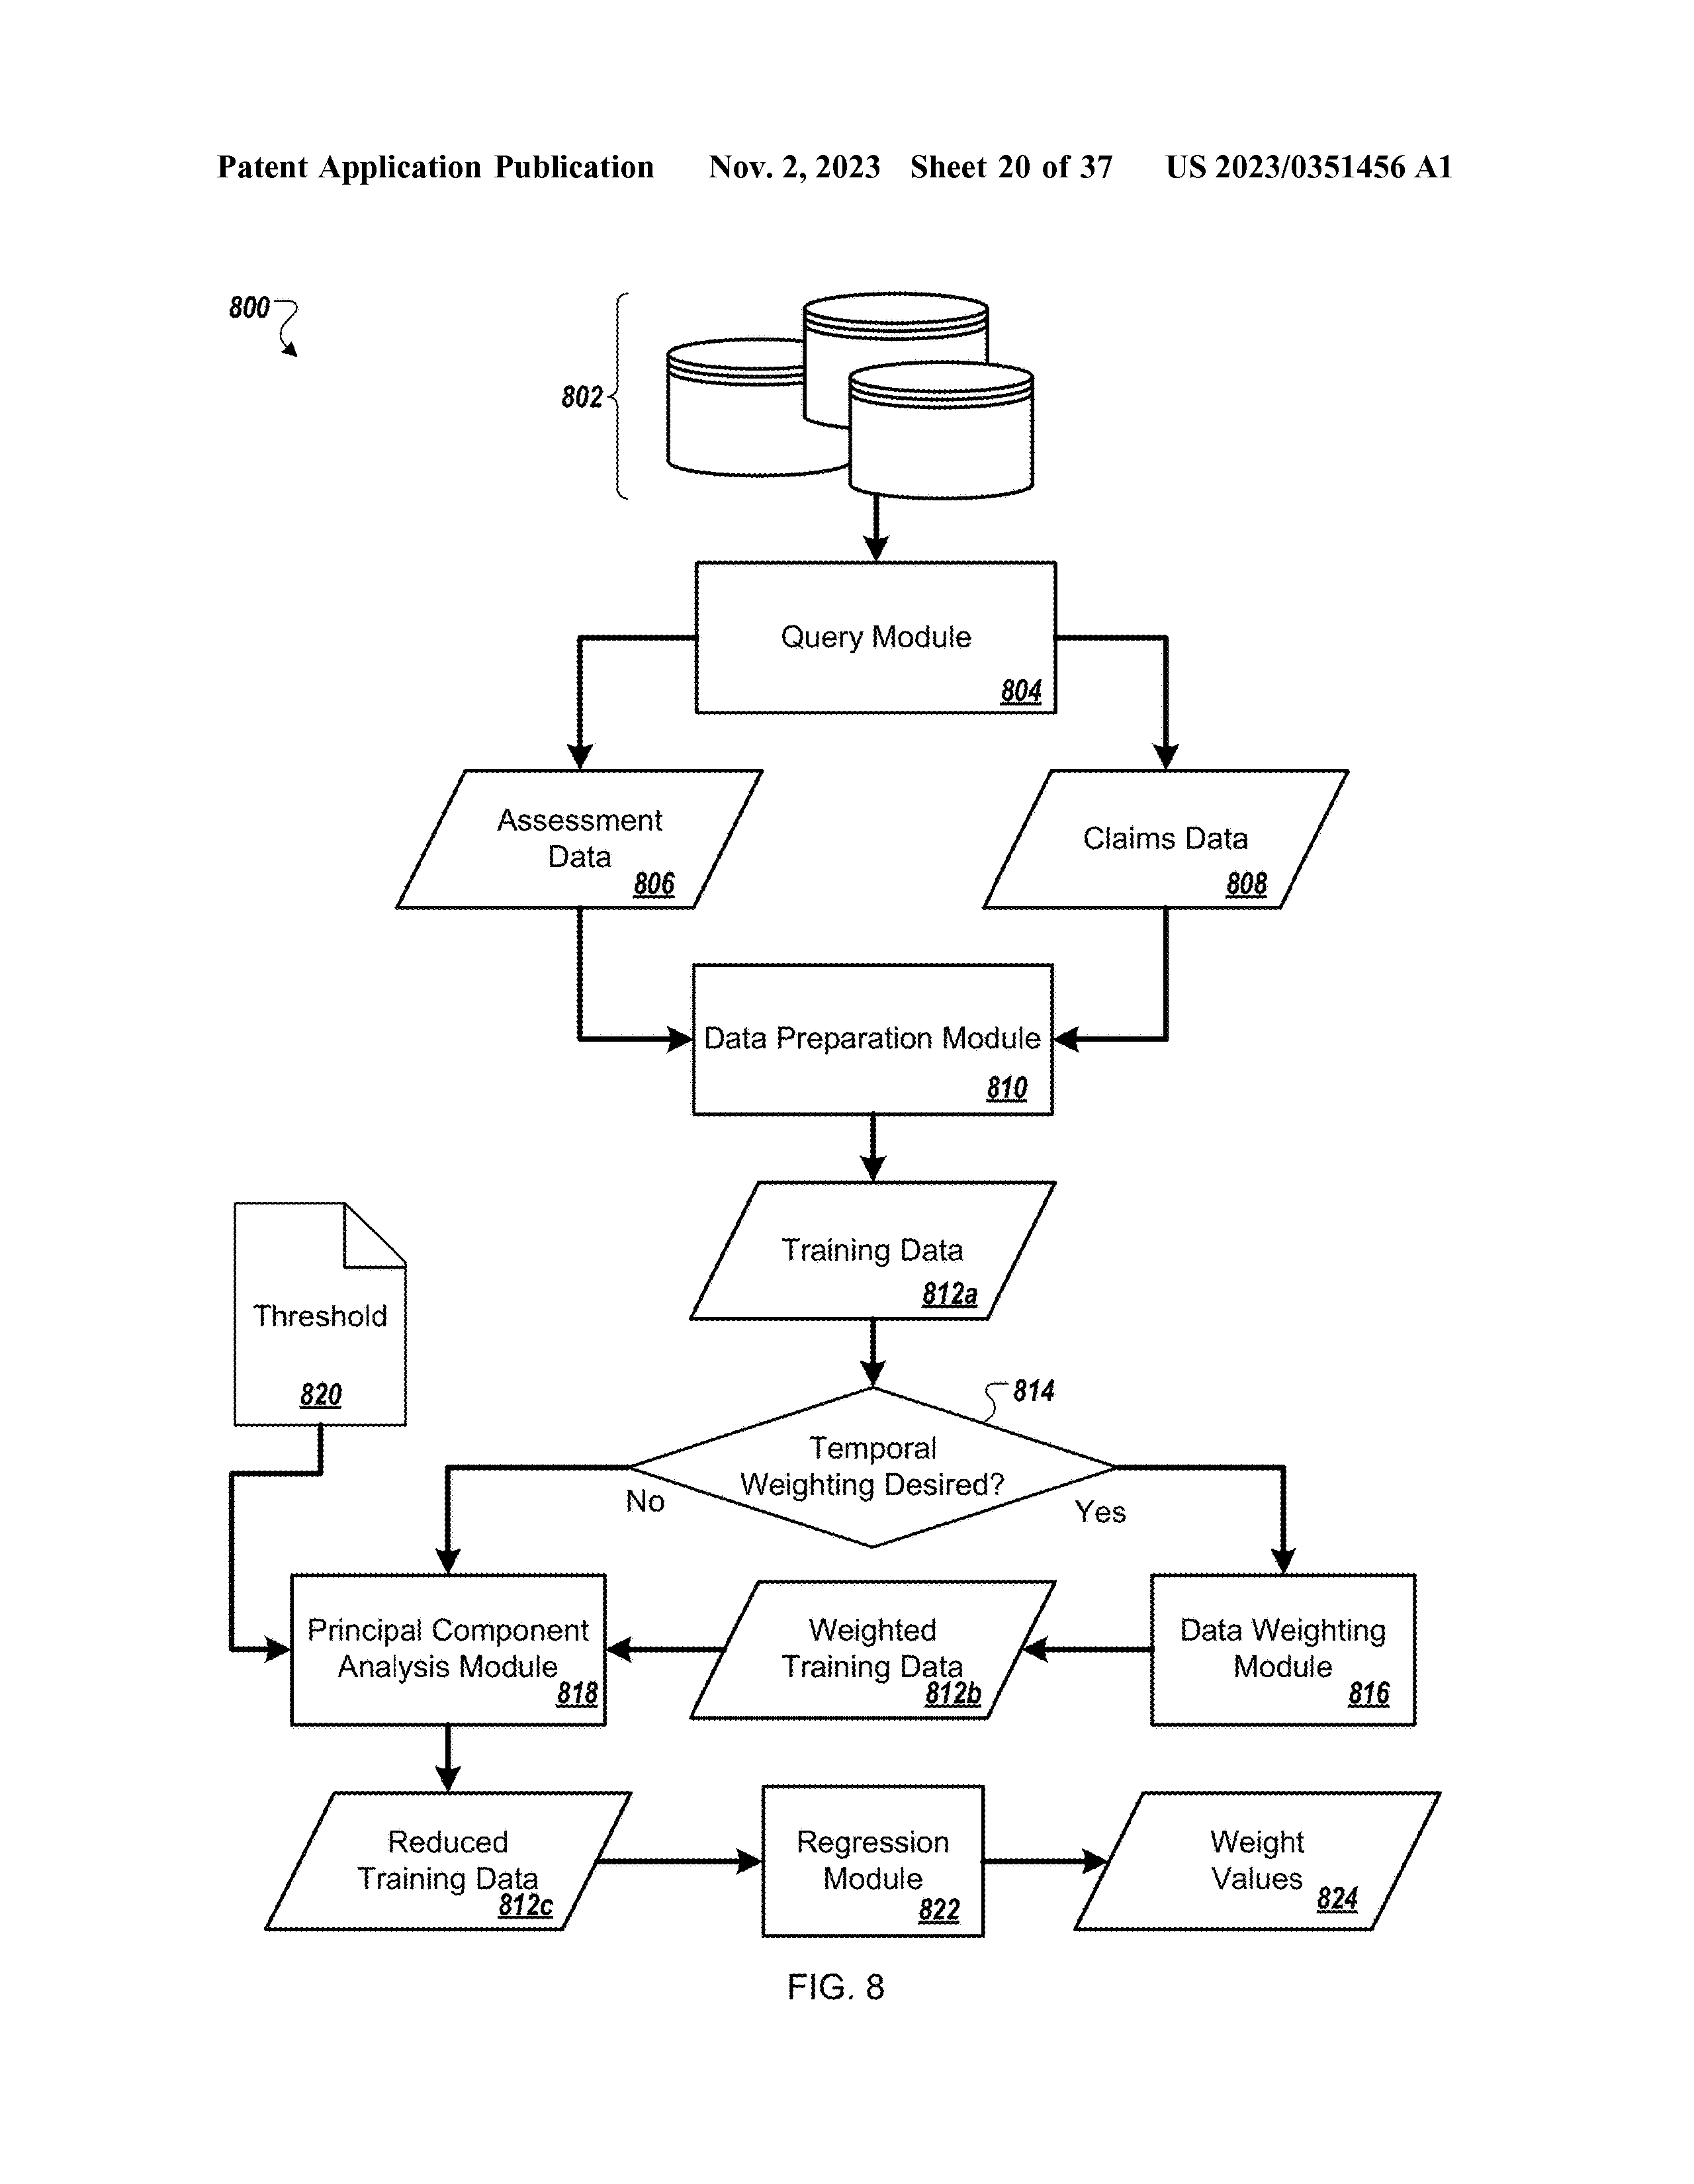 Patent Application Publication Nov. 2, 2023 Sheet 20 of 37 US 2023/0351456 A1
800
802
Query Module
804
Assessment
Data
806
Claims Data
808
Data Preparation Module
810
Training Data
812a
Threshold
820
814
Temporal
Weighting Desired?
No
Yes
Principal Component
Analysis Module
818
Weighted
Training Data
812b
Data Weighting
Module
816
Reduced
Training Data
812c
Regression
Module
822
Weight
Values
824
FIG. 8